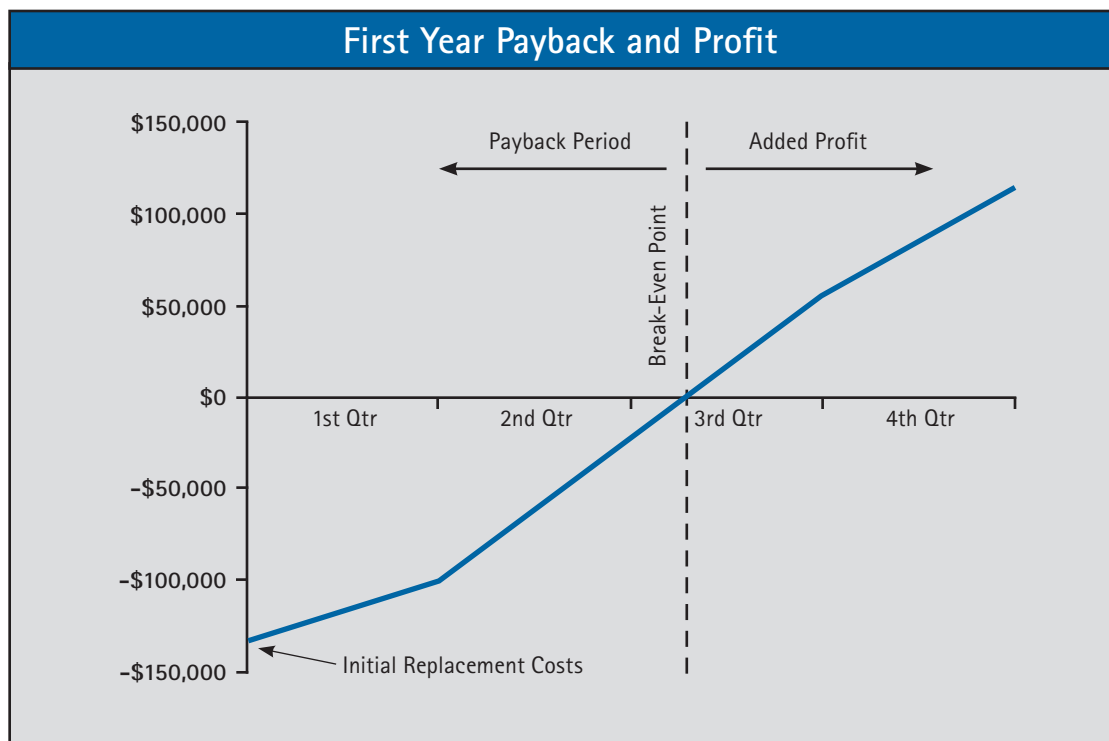 First Year Payback and Profit
$150,000
$100,000
$50,000
$0
-$50,000
-$100,000
-$150,000
Payback Period
Added Profit
Break-Even Point
1st Qtr
2nd Qtr
3rd Qtr
4th Qtr
Initial Replacement Costs